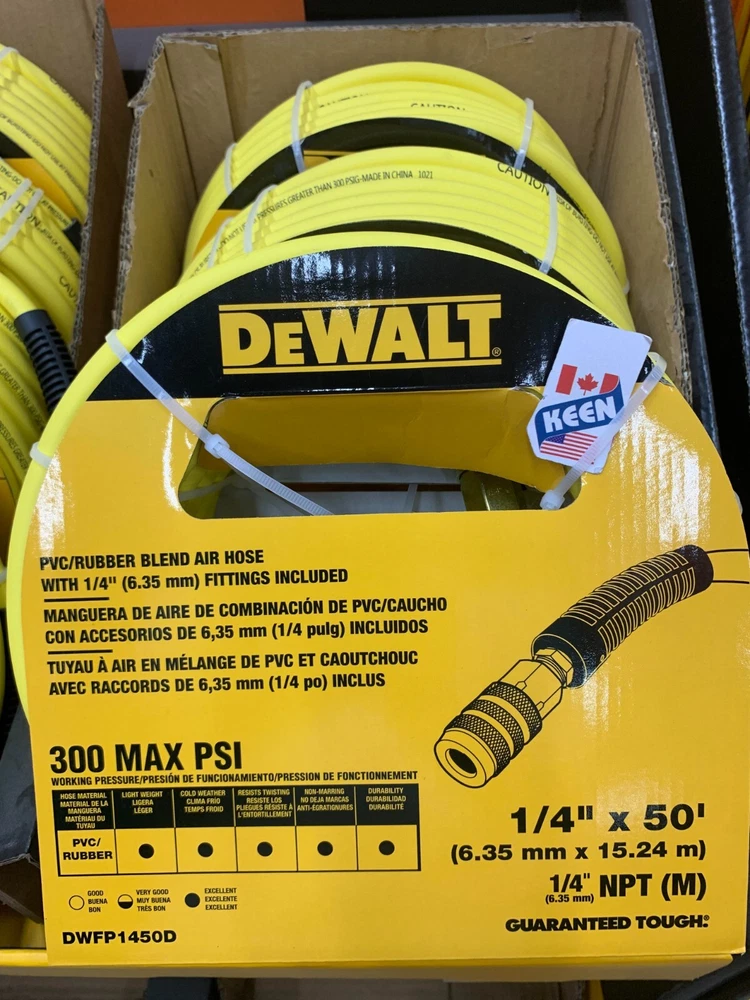 CAUTION
GREATER THAN 300 PSIG-MADE IN CHINA 1021
CAUTION
DEWALT®
KEEN
PVC/RUBBER BLEND AIR HOSE
WITH 1/4" (6.35 mm) FITTINGS INCLUDED
MANGUERA DE AIRE DE COMBINACIÓN DE PVC/CAUCHO
CON ACCESORIOS DE 6,35 mm (1/4 pulg) INCLUIDOS
TUYAU À AIR EN MÉLANGE DE PVC ET CAOUTCHOUC
AVEC RACCORDS DE 6,35 mm (1/4 po) INCLUS
300 MAX PSI
WORKING PRESSURE/PRESIÓN DE FUNCIONAMIENTO/PRESSION DE FONCTIONNEMENT
HOSE MATERIAL
MATERIAL DE LA
MANGUERA
MATÉRIAU DU
TUYAU
LIGHT WEIGHT
LIGERA
LÉGER
COLD WEATHER
CLIMA FRÍO
TEMPS FROID
RESISTS TWISTING
RESISTE LOS
PLIEGUES RÉSISTE À
L'ENTORTILLEMENT
NON-MARRING
NO DEJA MARCAS
ANTI-ÉGRATIGNURES
DURABILITY
DURABILIDAD
DURABILITÉ
PVC/
RUBBER
GOOD
BUENA
BON
VERY GOOD
MUY BUENA
TRÈS BON
EXCELLENT
EXCELENTE
EXCELLENT
DWFP1450D
1/4" x 50'
(6.35 mm x 15.24 m)
1/4" NPT (M)
(6.35 mm)
GUARANTEED TOUGH®